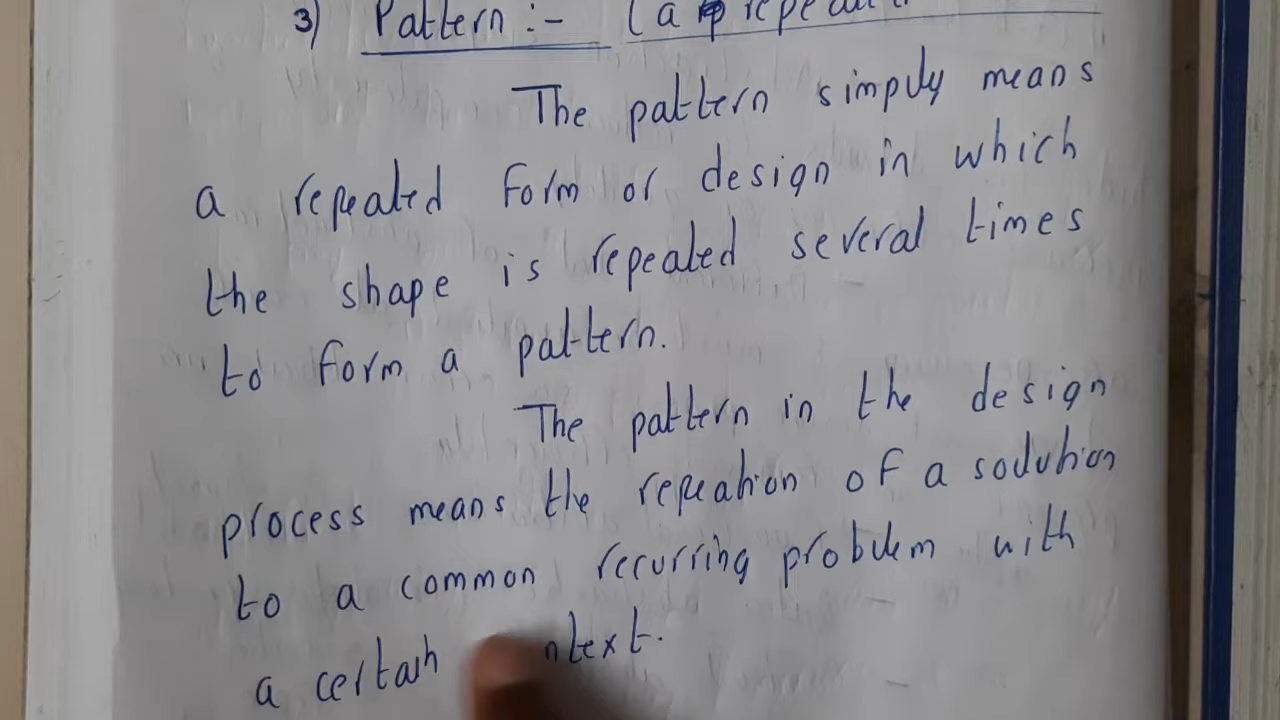 3) Pattern :- (a repeat
The pattern simply means
a repeated form or design in which
the shape is repeated several times
to form a pattern.
The pattern in the design
process means the repeation of a solution
to a common recurring problem with
a certain ntext.